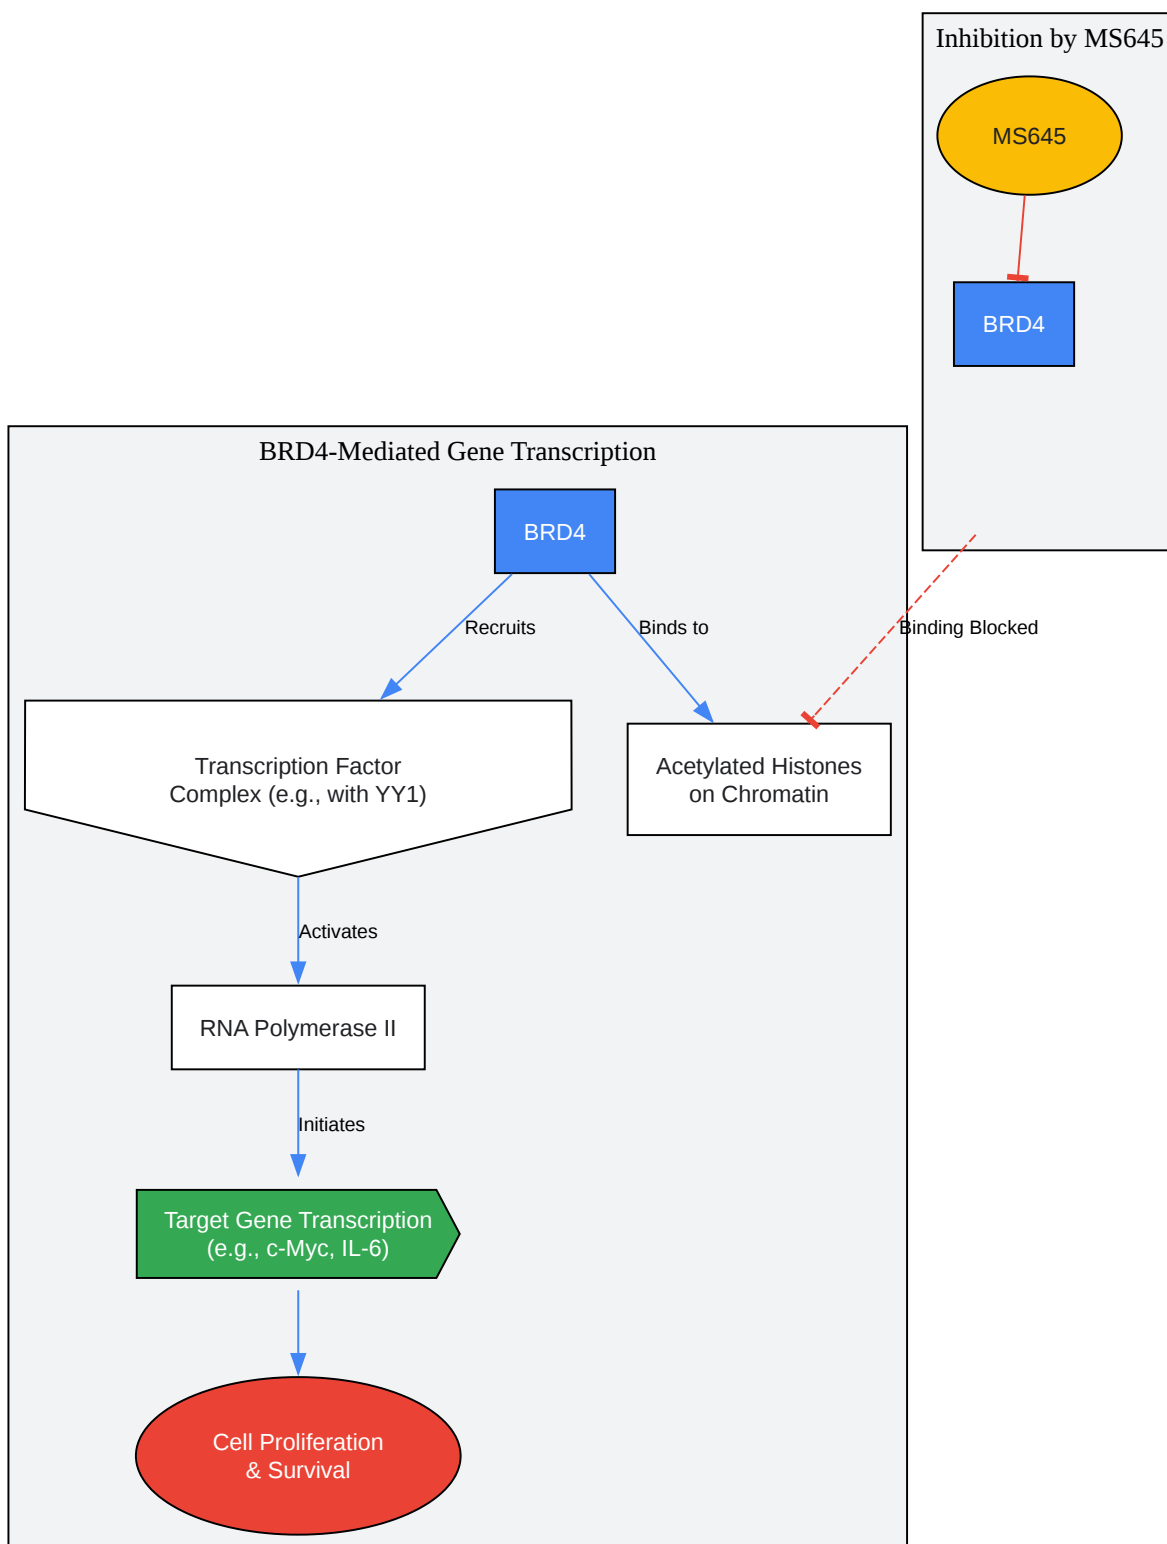 Inhibition by MS645
MS645
BRD4
BRD4-Mediated Gene Transcription
BRD4
Recruits
Binds to
Binding Blocked
Transcription Factor
Complex (e.g., with YY1)
Acetylated Histones
on Chromatin
Activates
RNA Polymerase II
Initiates
Target Gene Transcription
(e.g., c-Myc, IL-6)
Cell Proliferation
& Survival